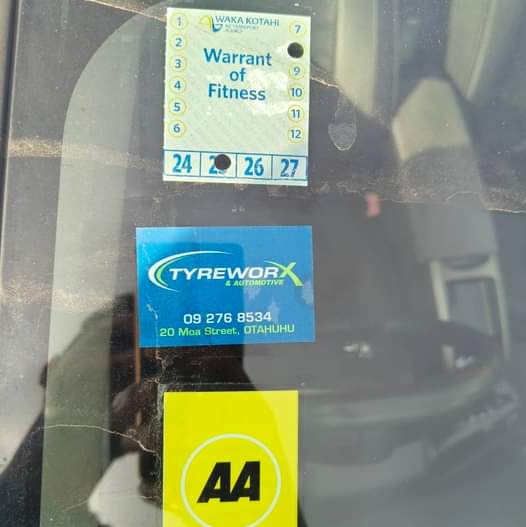 WAKA KOTAHI
NZ TRANSPORT
AGENCY
1 7
2
3 9
4 10
5 11
6 12
Warrant
of
Fitness
24 26 27
TYREWORX
& AUTOMOTIVE
09 276 8534
20 Moa Street, OTAHUHU
AA